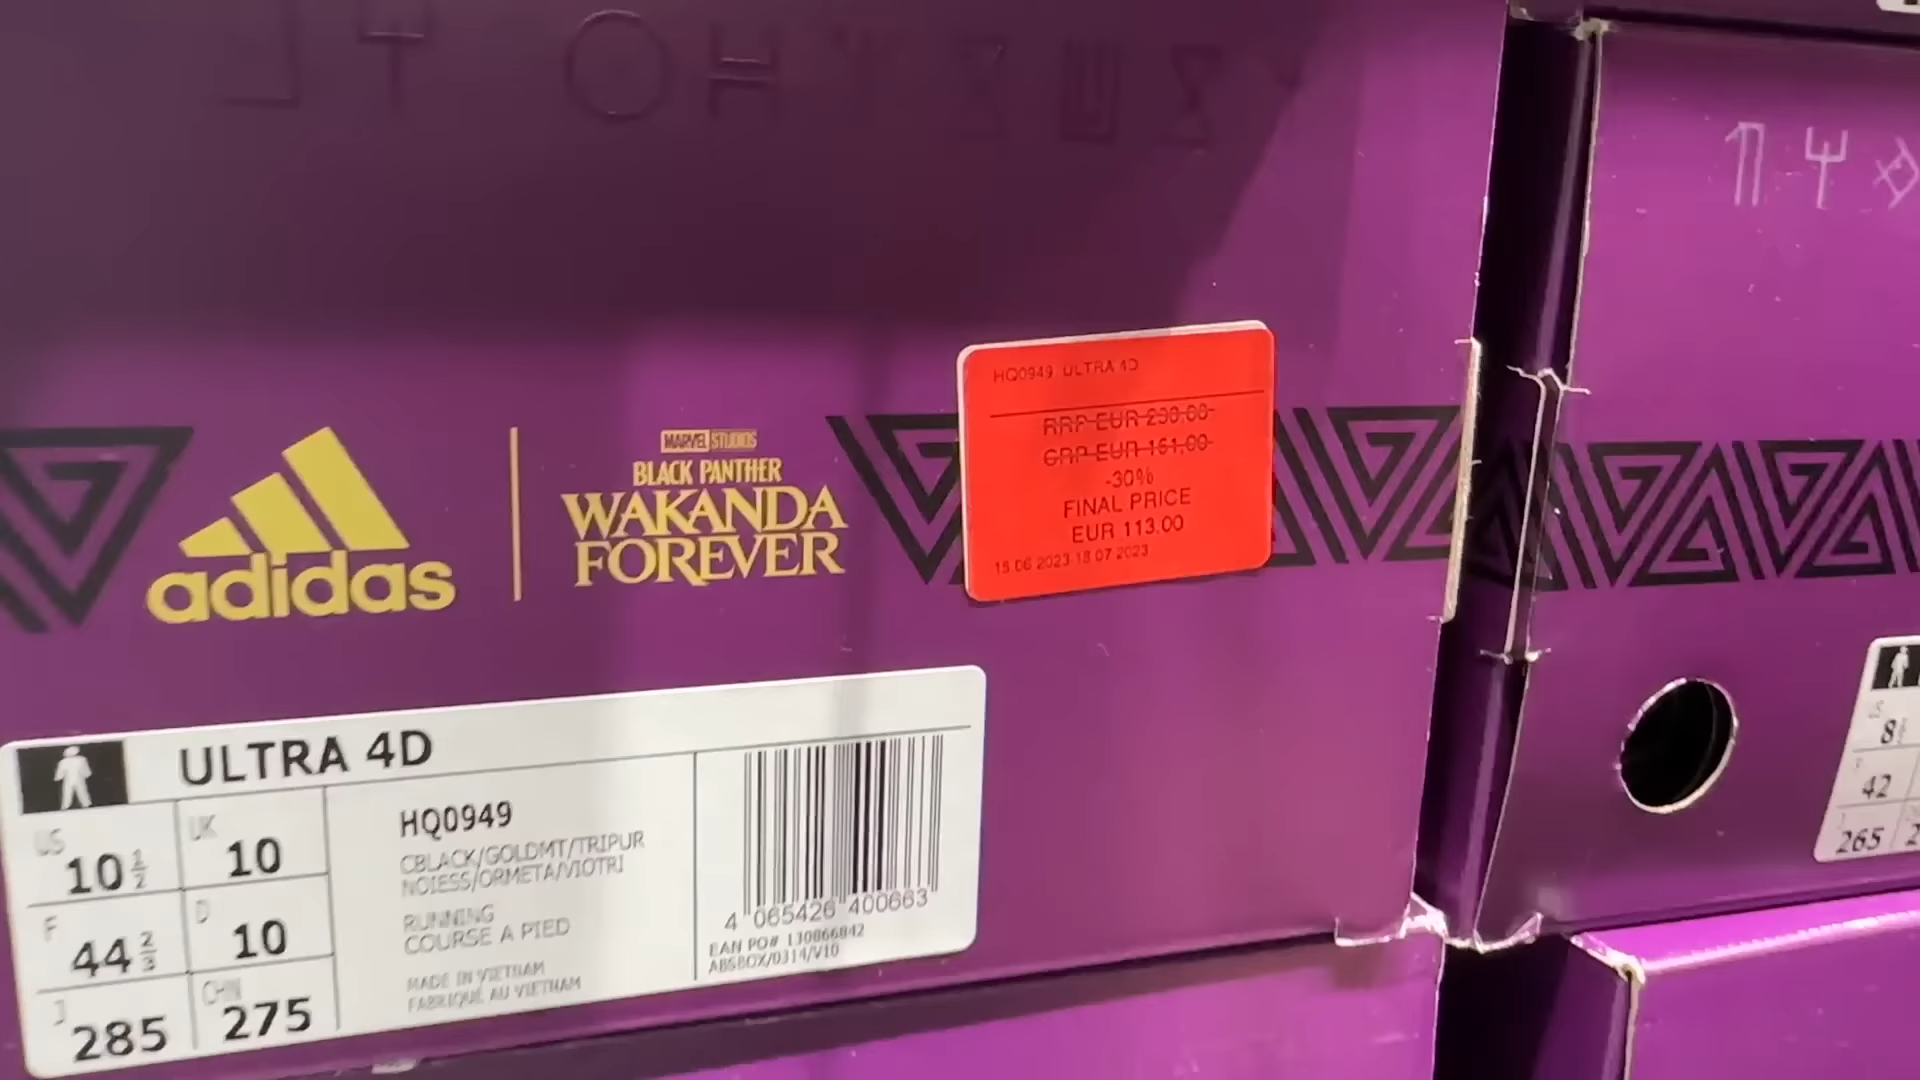 adidas
MARVEL STUDIOS
BLACK PANTHER
WAKANDA
FOREVER
HQ0949 ULTRA 4D
RRP EUR 230.00
ORP EUR 161.00
-30%
FINAL PRICE
EUR 113.00
15.06 2023-18 07 2023
ULTRA 4D
US 10 1/2
UK 10
F 44 2/3
D 10
J 285
CHN 275
HQ0949
CBLACK/GOLDMT/TRIPUR
NOIESS/ORMETA/VIOTRI
RUNNING
COURSE A PIED
MADE IN VIETNAM
FABRIQUÉ AU VIETNAM
4 065426 400663
EAN PO# 130866842
ABSBOX/0314/V10
US 8
42
265